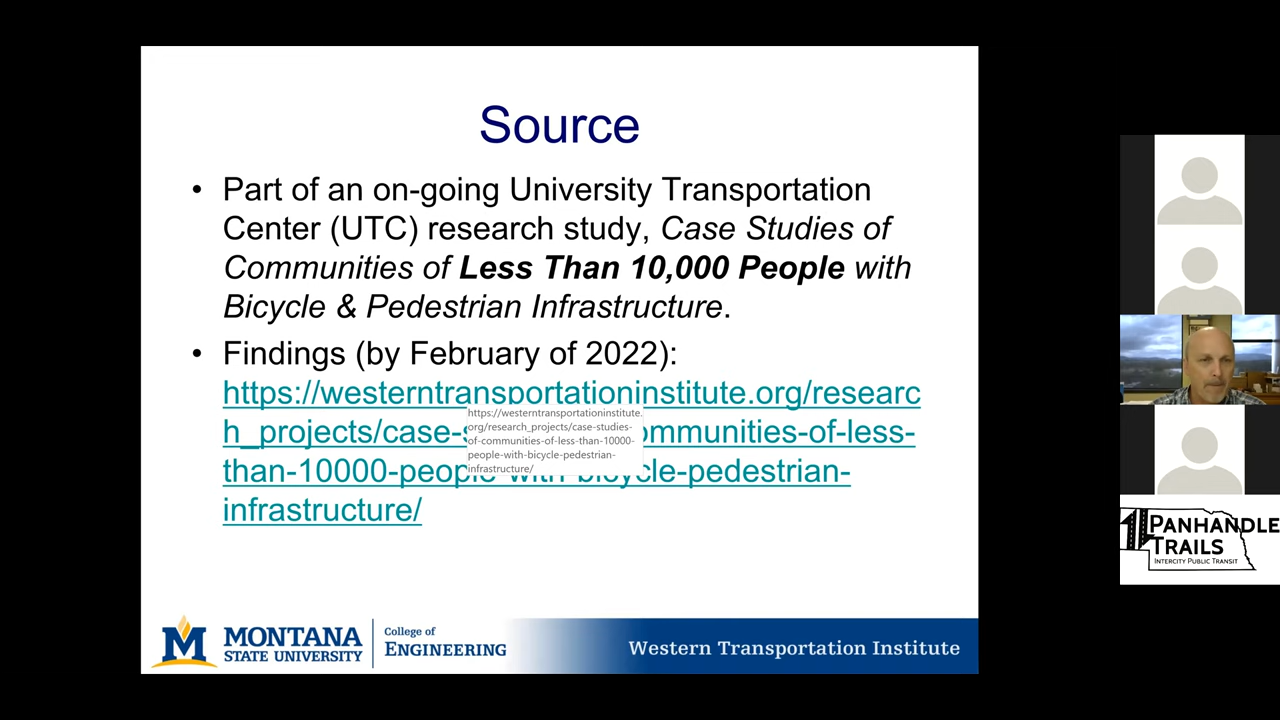 Source
• Part of an on-going University Transportation
Center (UTC) research study, Case Studies of
Communities of Less Than 10,000 People with
Bicycle & Pedestrian Infrastructure.
• Findings (by February of 2022):
https://westerntransportationinstitute.org/researc
h_projects/case- ommunities-of-less-
than-10000-people-with-bicycle-pedestrian-
infrastructure/
https://westerntransportationinstitute.
org/research_projects/case-studies-
of-communities-of-less-than-10000-
people-with-bicycle-pedestrian-
infrastructure/
MONTANA
STATE UNIVERSITY
College of
ENGINEERING
Western Transportation Institute
PANHANDLE
TRAILS
INTERCITY PUBLIC TRANSIT